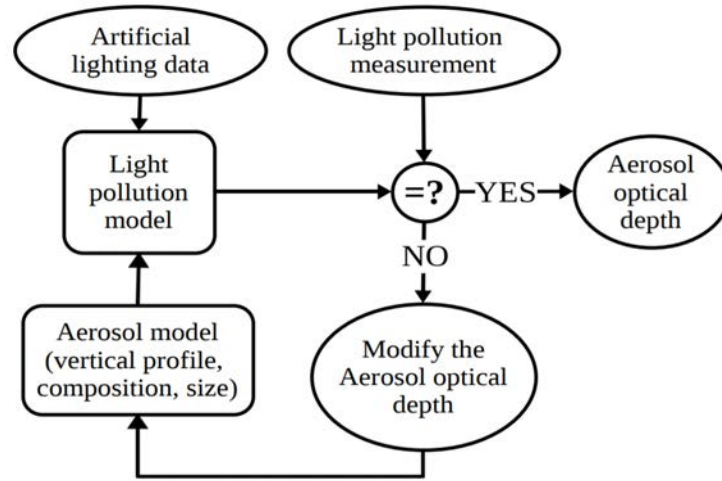 Artificial
lighting data
Light pollution
measurement
Light
pollution
model
=?
YES
Aerosol
optical
depth
NO
Aerosol model
(vertical profile,
composition, size)
Modify the
Aerosol optical
depth